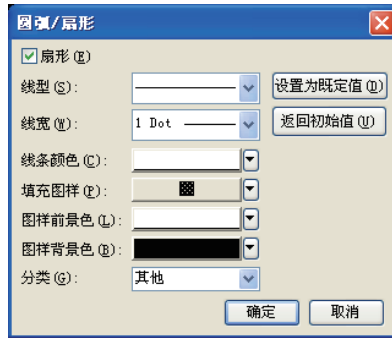 圆弧/扇形
扇形(E)
线型(S):
设置为既定值(D)
线宽(W): 1 Dot
返回初始值(U)
线条颜色(C):
填充图样(P):
图样前景色(L):
图样背景色(B):
分类(G): 其他
确定 取消